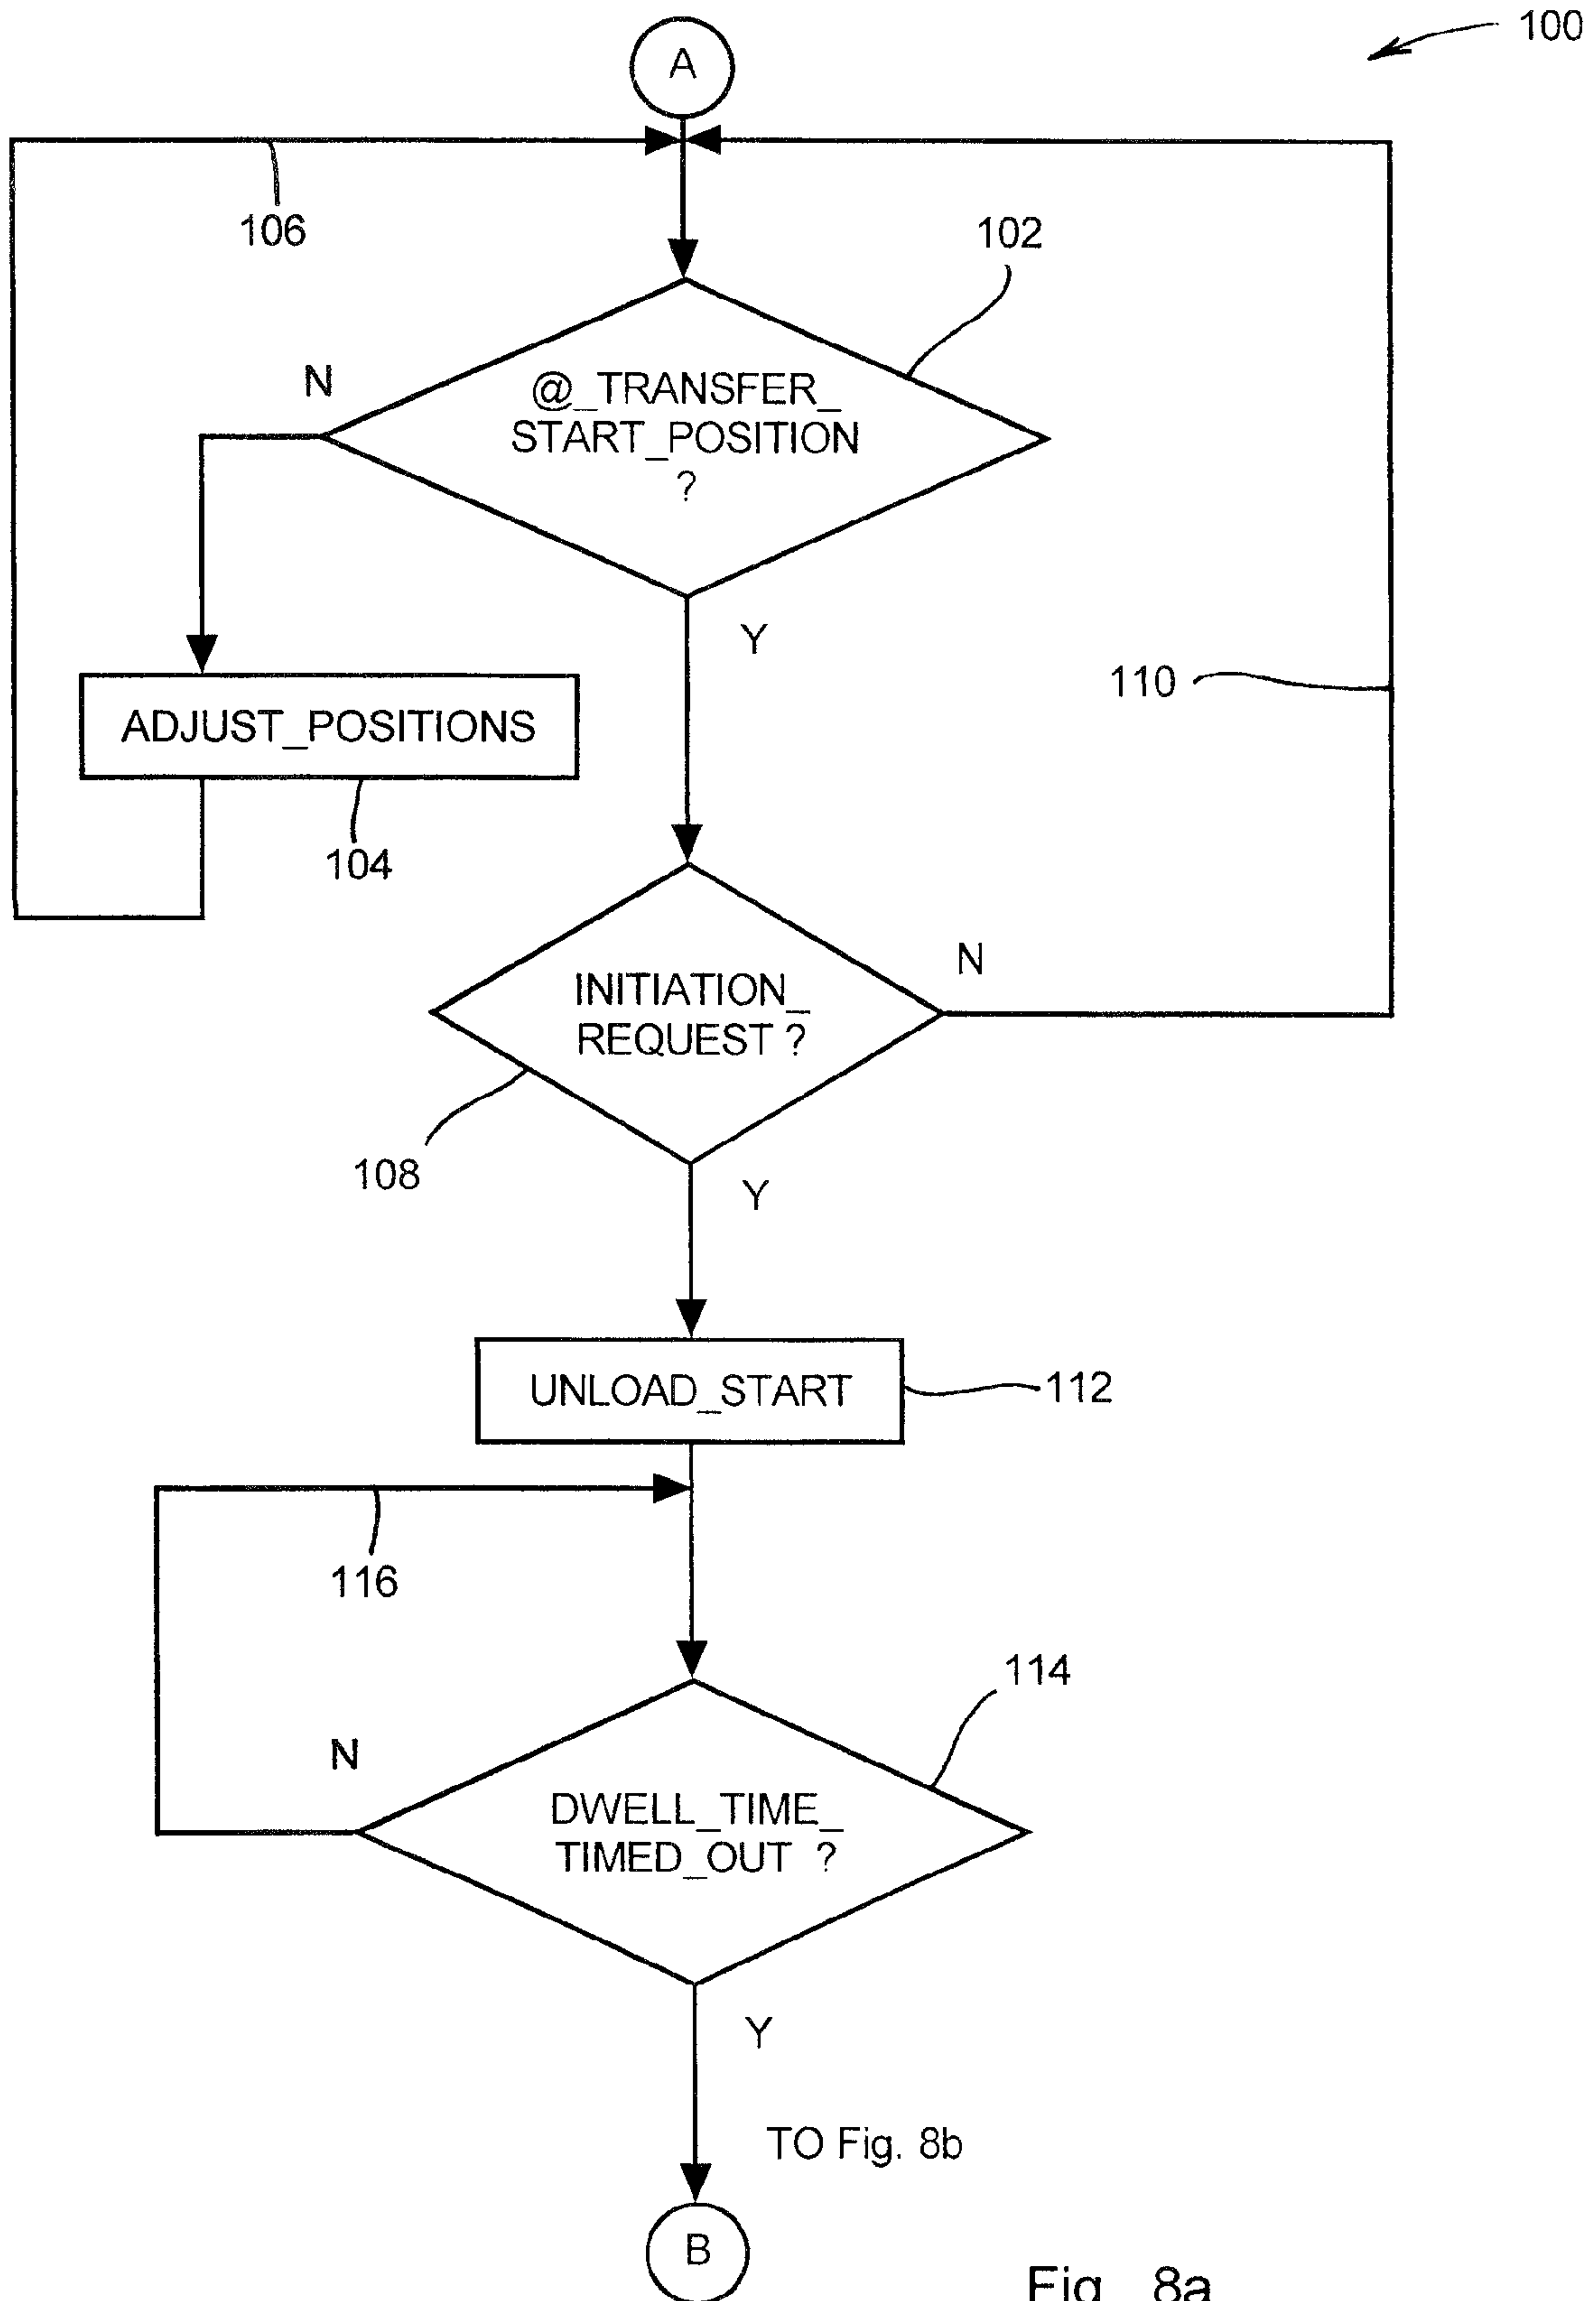 100
A
106
102
N
@_TRANSFER_
START_POSITION
?
Y
110
ADJUST_POSITIONS
104
N
INITIATION_
REQUEST ?
108
Y
UNLOAD_START
112
116
114
N
DWELL_TIME_
TIMED_OUT ?
Y
TO Fig. 8b
B
Fig. 8a